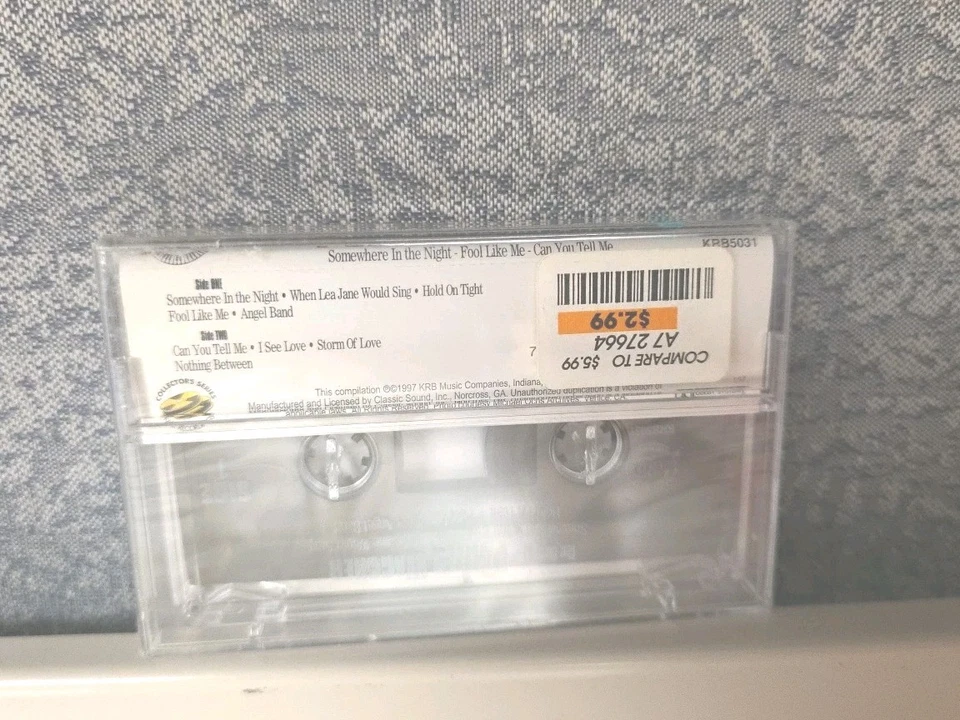 Somewhere In the Night - Fool Like Me - Can You Tell Me
KRB5031
Side ONE
Somewhere In the Night • When Lea Jane Would Sing • Hold On Tight
Fool Like Me • Angel Band
Side TWO
Can You Tell Me • I See Love • Storm Of Love
Nothing Between
7
COMPARE TO $5.99
A7 27664
$2.99
COLLECTOR'S SERIES
This compilation ℗©1997 KRB Music Companies, Indiana,
Manufactured and Licensed by Classic Sound, Inc., Norcross, GA. Unauthorized duplication is a violation of